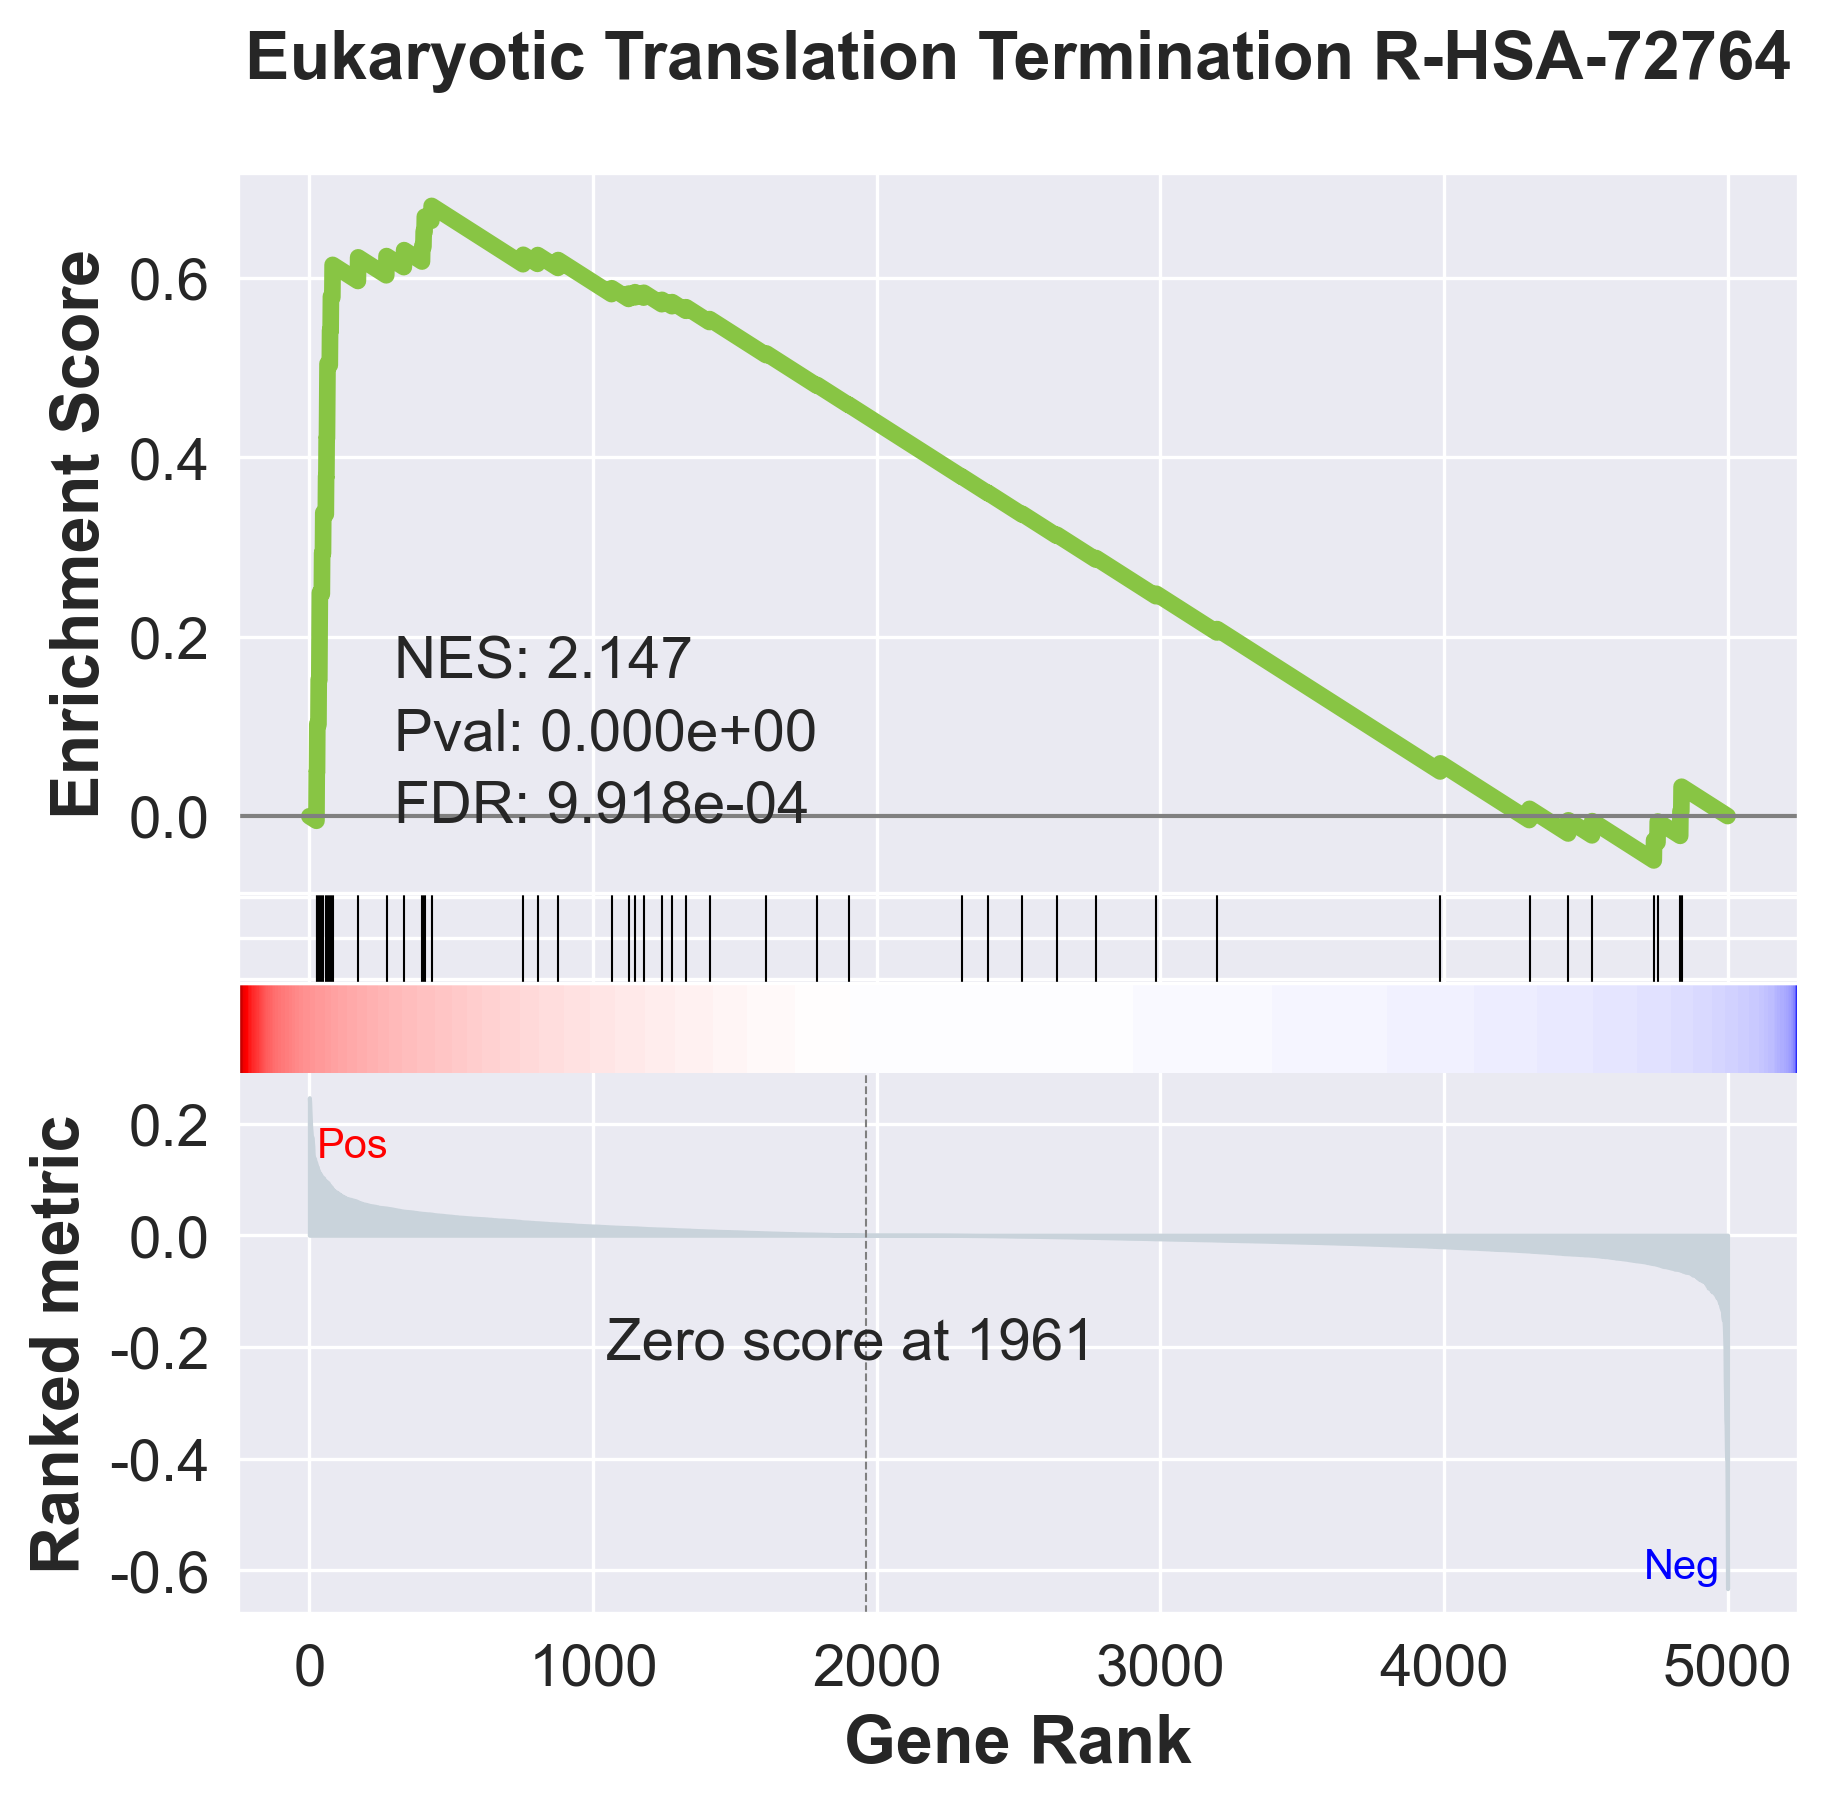 Eukaryotic Translation Termination R-HSA-72764
Enrichment Score
0.6
0.4
0.2
0.0
NES: 2.147
Pval: 0.000e+00
FDR: 9.918e-04
Ranked metric
0.2
0.0
-0.2
-0.4
-0.6
Pos
Zero score at 1961
Neg
0 1000 2000 3000 4000 5000
Gene Rank